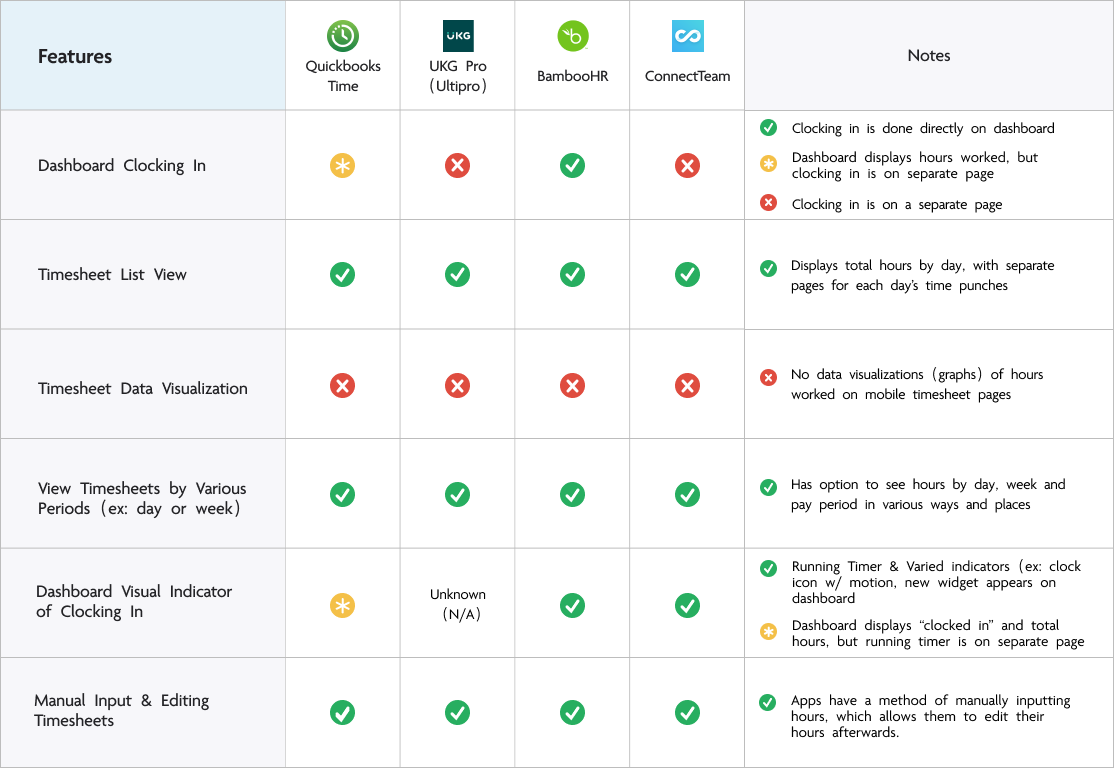 Features
Quickbooks
Time
UKG
UKG Pro
(Ultipro)
b
BambooHR
ConnectTeam
Notes
Dashboard Clocking In
Clocking in is done directly on dashboard
Dashboard displays hours worked, but
clocking in is on separate page
Clocking in is on a separate page
Timesheet List View
Displays total hours by day, with separate
pages for each day's time punches
Timesheet Data Visualization
No data visualizations (graphs) of hours
worked on mobile timesheet pages
View Timesheets by Various
Periods (ex: day or week)
Has option to see hours by day, week and
pay period in various ways and places
Dashboard Visual Indicator
of Clocking In
Unknown
(N/A)
Running Timer & Varied indicators (ex: clock
icon w/ motion, new widget appears on
dashboard
Dashboard displays “clocked in” and total
hours, but running timer is on separate page
Manual Input & Editing
Timesheets
Apps have a method of manually inputting
hours, which allows them to edit their
hours afterwards.